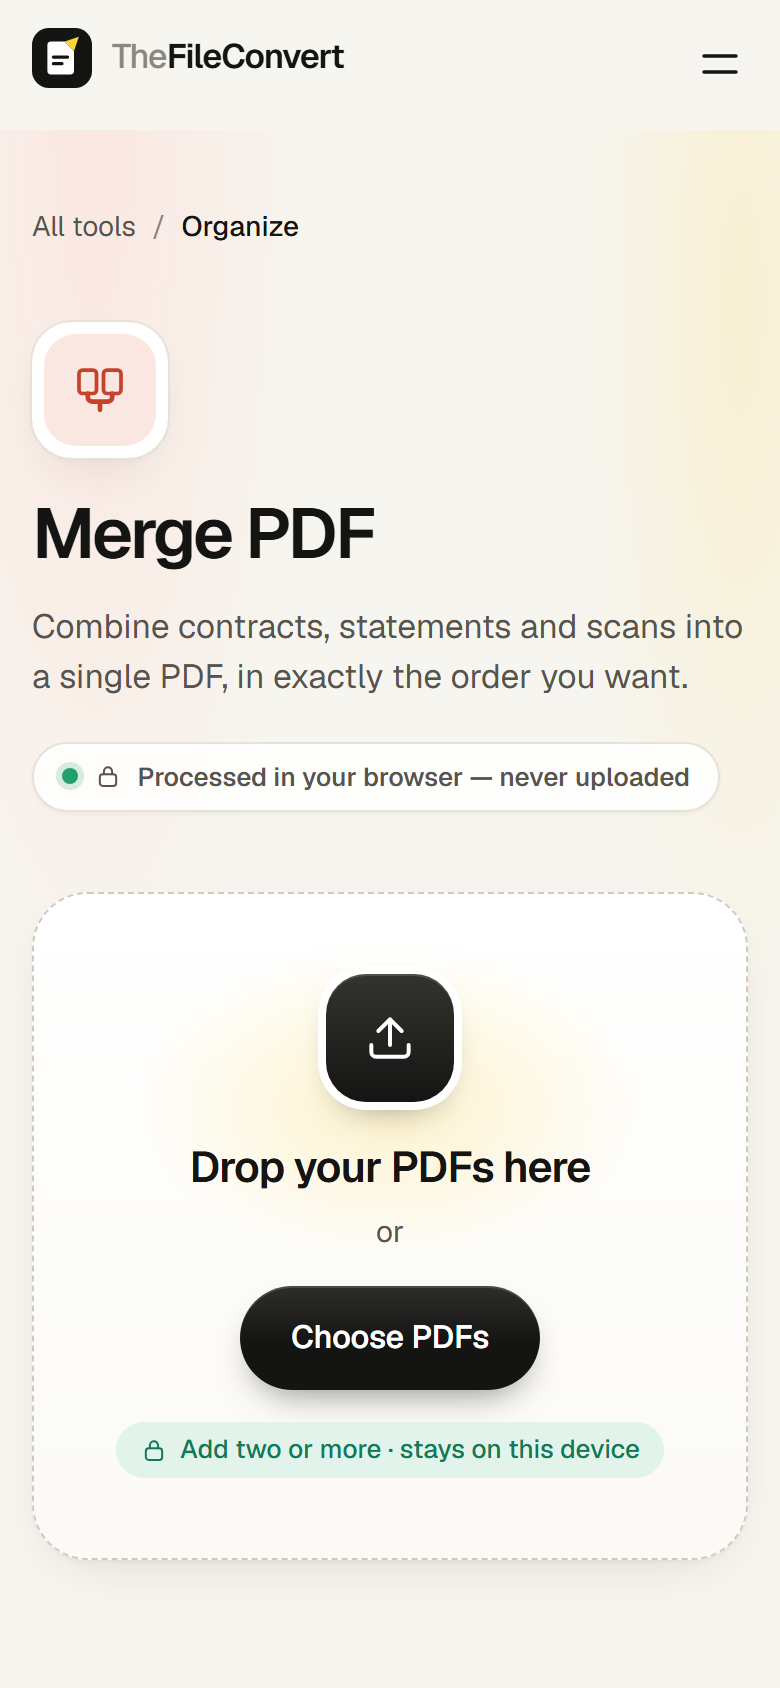 TheFileConvert
All tools / Organize
Merge PDF
Combine contracts, statements and scans into
a single PDF, in exactly the order you want.
Processed in your browser — never uploaded
Drop your PDFs here
or
Choose PDFs
Add two or more · stays on this device